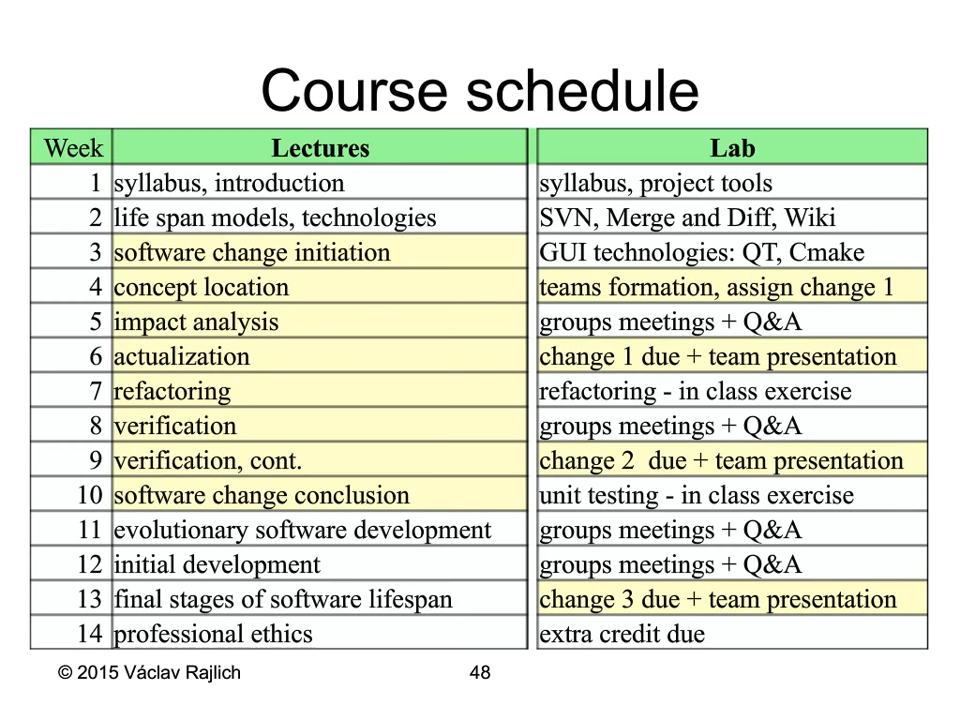 Course schedule
Week Lectures Lab
1 syllabus, introduction syllabus, project tools
2 life span models, technologies SVN, Merge and Diff, Wiki
3 software change initiation GUI technologies: QT, Cmake
4 concept location teams formation, assign change 1
5 impact analysis groups meetings + Q&A
6 actualization change 1 due + team presentation
7 refactoring refactoring - in class exercise
8 verification groups meetings + Q&A
9 verification, cont. change 2 due + team presentation
10 software change conclusion unit testing - in class exercise
11 evolutionary software development groups meetings + Q&A
12 initial development groups meetings + Q&A
13 final stages of software lifespan change 3 due + team presentation
14 professional ethics extra credit due
© 2015 Václav Rajlich 48